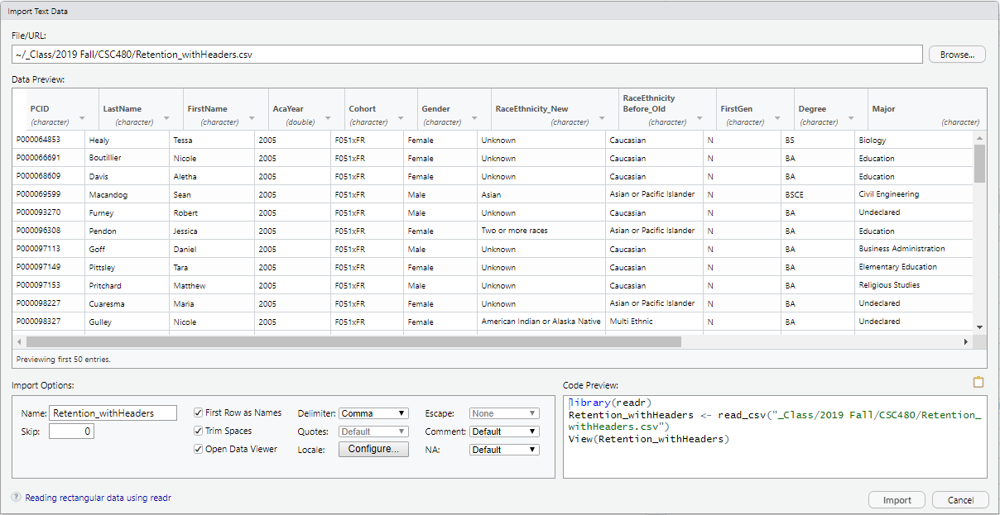 Import Text Data
File/URL:
~/_Class/2019 Fall/CSC480/Retention_withHeaders.csv
Browse...
Data Preview:
PCID (character) LastName (character) FirstName (character) AcaYear (double) Cohort (character) Gender (character) RaceEthnicity_New (character) RaceEthnicity Before_Old (character) FirstGen (character) Degree (character) Major (character)
P000064853 Healy Tessa 2005 F051xFR Female Unknown Caucasian N BS Biology
P000066691 Boutillier Nicole 2005 F051xFR Female Unknown Caucasian N BA Education
P000068609 Davis Aletha 2005 F051xFR Female Unknown Caucasian N BA Education
P000069599 Macandog Sean 2005 F051xFR Male Asian Asian or Pacific Islander N BSCE Civil Engineering
P000093270 Furney Robert 2005 F051xFR Male Unknown Caucasian N BA Undeclared
P000096308 Pendon Jessica 2005 F051xFR Female Two or more races Asian or Pacific Islander N BA Education
P000097113 Goff Daniel 2005 F051xFR Male Unknown Caucasian N BA Business Administration
P000097149 Pittsley Tara 2005 F051xFR Female Unknown Caucasian N BA Elementary Education
P000097153 Pritchard Matthew 2005 F051xFR Male Unknown Caucasian N BA Religious Studies
P000098227 Cuaresma Maria 2005 F051xFR Female Unknown Asian or Pacific Islander N BA Undeclared
P000098327 Gulley Nicole 2005 F051xFR Female American Indian or Alaska Native Multi Ethnic N BA Undeclared
Previewing first 50 entries.
Import Options:
Name: Retention_withHeaders First Row as Names Delimiter: Comma Escape: None
Skip: 0 Trim Spaces Quotes: Default Comment: Default
Open Data Viewer Locale: Configure... NA: Default
Code Preview:
library(readr)
Retention_withHeaders <- read_csv("_Class/2019 Fall/CSC480/Retention_
withHeaders.csv")
View(Retention_withHeaders)
? Reading rectangular data using readr
Import
Cancel